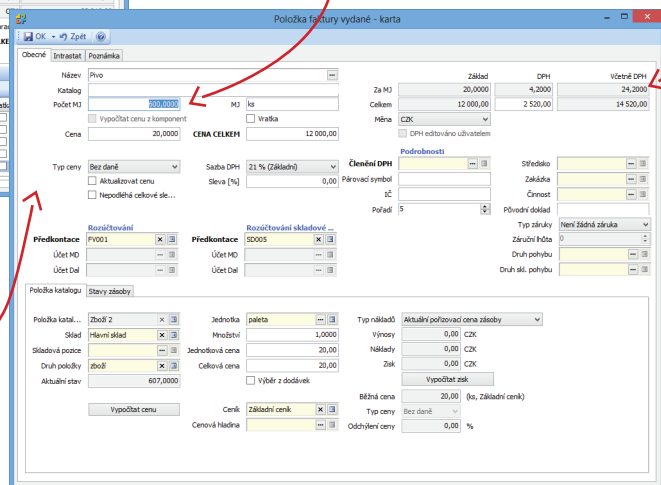 Položka faktury vydané - karta
OK Zpět
Obecné Intrastat Poznámka
Název Pivo
Katalog
Základ DPH Včetně DPH
Za MJ 20,0000 4,2000 24,2000
Počet MJ 600,0000 MJ ks
Celkem 12 000,00 2 520,00 14 520,00
Vypočítat cenu z komponent Vratka
Měna CZK
Cena 20,0000 CENA CELKEM 12 000,00
DPH editováno uživatelem
Podrobnosti
Typ ceny Bez daně Sazba DPH 21 % (Základní) Členění DPH Středisko
Aktualizovat cenu Sleva [%] 0,00 Párovací symbol Zakázka
Nepodléhá celkové sle... IČ Činnost
Pořadí 5 Původní doklad
Rozúčtování Rozúčtování skladové ...
Typ záruky Není žádná záruka
Předkontace FV001 Předkontace SD005 Záruční lhůta 0
Účet MD Účet MD Druh pohybu
Účet Dal Účet Dal Druh skl. pohybu
Položka katalogu Stavy zásoby
Položka katal... Zboží 2 Jednotka paleta Typ nákladů Aktuální pořizovací cena zásoby
Sklad Hlavní sklad Množství 1,0000 Výnosy 0,00 CZK
Skladová pozice Jednotková cena 20,00 Náklady 0,00 CZK
Druh položky zboží Celková cena 20,00 Zisk 0,00 CZK
Aktuální stav 607,0000 Výběr z dodávek Vypočítat zisk
Běžná cena 20,00 (ks, Základní ceník)
Vypočítat cenu Ceník Základní ceník Typ ceny Bez daně
Cenová hladina Odchýlení ceny 0,00 %